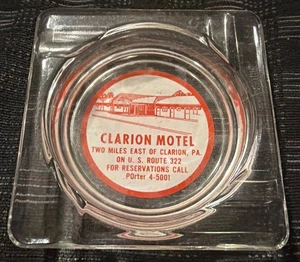 CLARION MOTEL
TWO MILES EAST OF CLARION, PA.
ON U. S. ROUTE 322
FOR RESERVATIONS CALL
POrter 4-5001